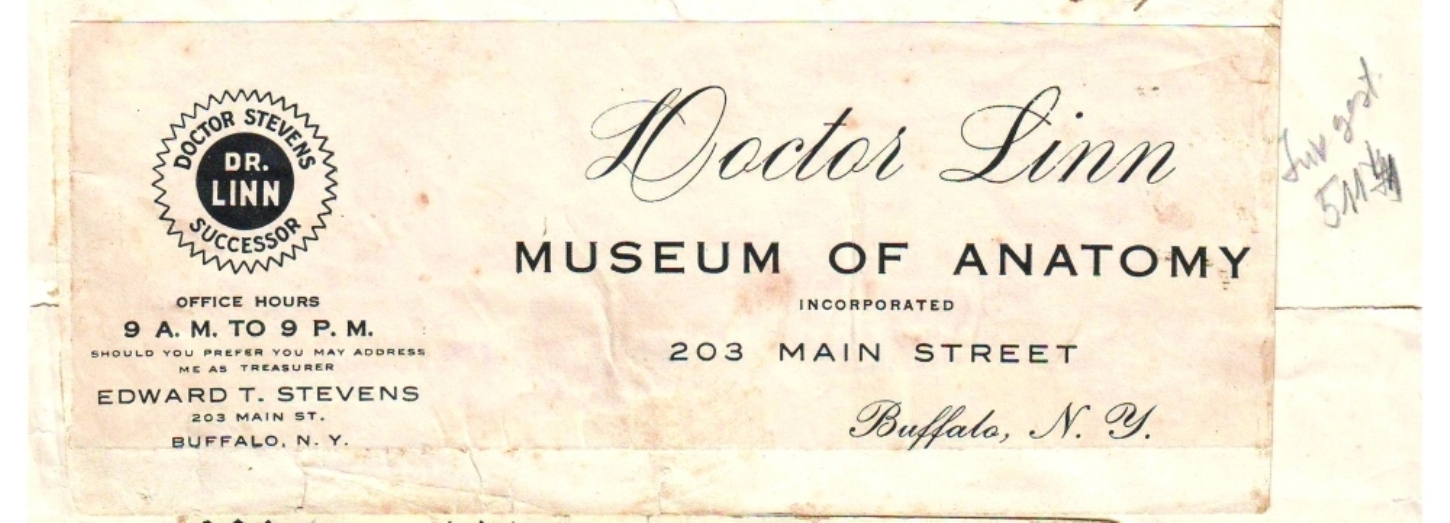 DOCTOR STEVENS
DR.
LINN
SUCCESSOR
OFFICE HOURS
9 A. M. TO 9 P. M.
SHOULD YOU PREFER YOU MAY ADDRESS
ME AS TREASURER
EDWARD T. STEVENS
203 MAIN ST.
BUFFALO, N. Y.
Doctor Linn
MUSEUM OF ANATOMY
INCORPORATED
203 MAIN STREET
Buffalo, N. Y.